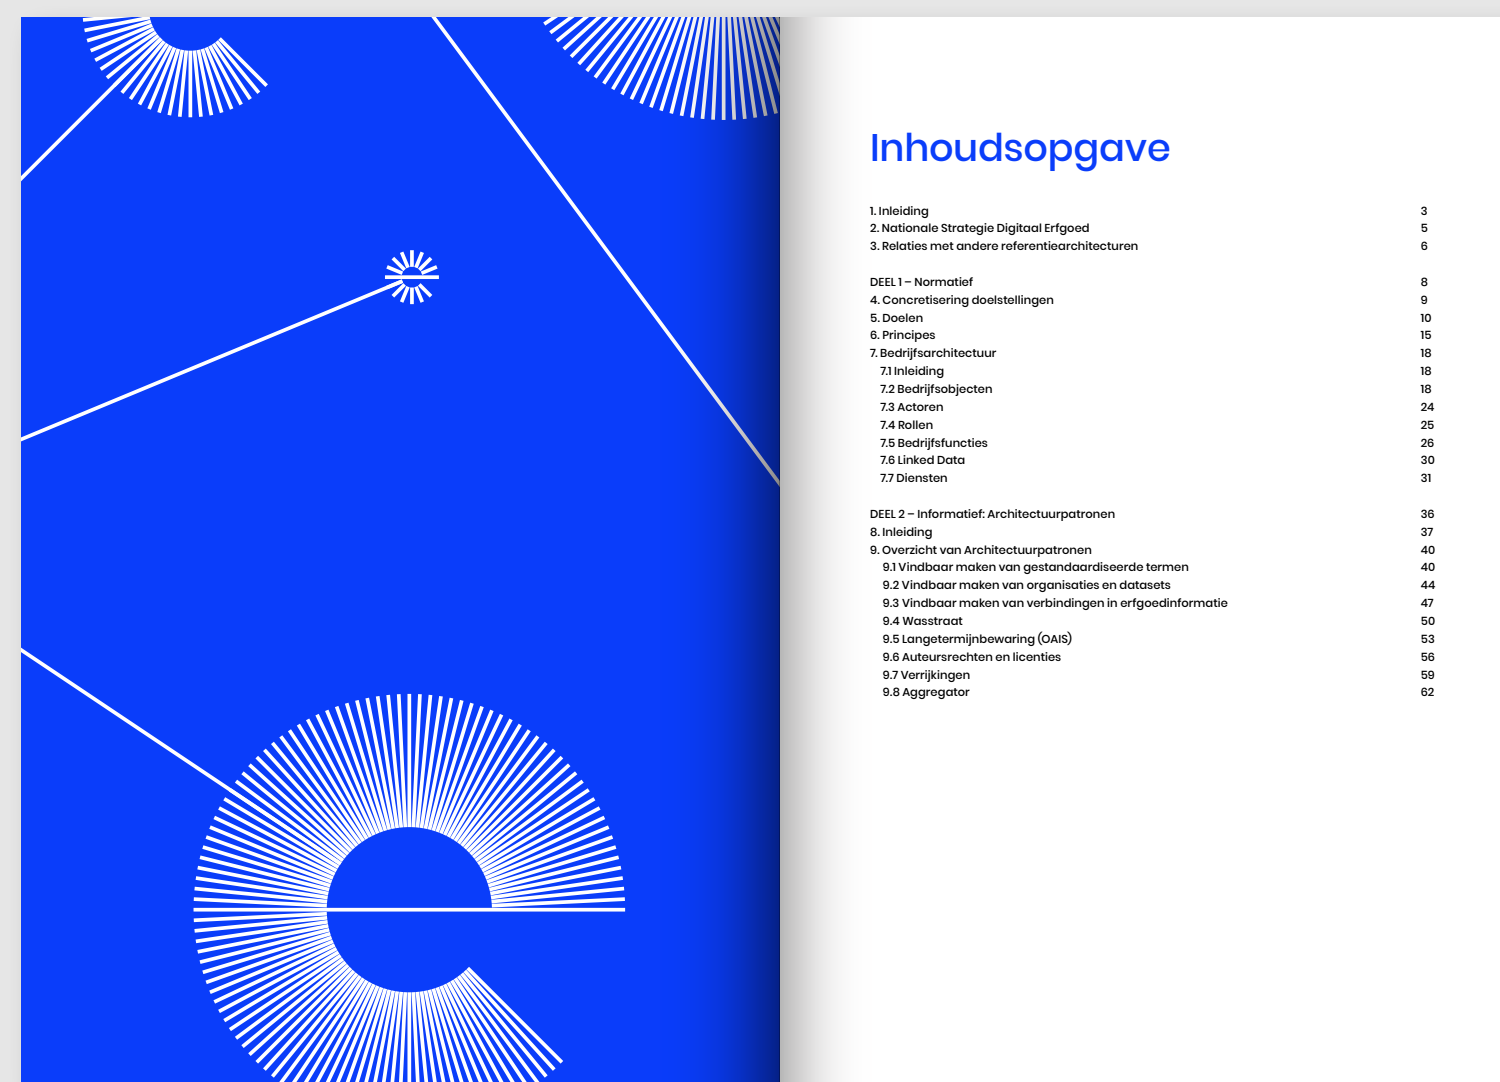 Inhoudsopgave
1. Inleiding 3
2. Nationale Strategie Digitaal Erfgoed 5
3. Relaties met andere referentiearchitecturen 6
DEEL 1 – Normatief 8
4. Concretisering doelstellingen 9
5. Doelen 10
6. Principes 15
7. Bedrijfsarchitectuur 18
7.1 Inleiding 18
7.2 Bedrijfsobjecten 18
7.3 Actoren 24
7.4 Rollen 25
7.5 Bedrijfsfuncties 26
7.6 Linked Data 30
7.7 Diensten 31
DEEL 2 – Informatief: Architectuurpatronen 36
8. Inleiding 37
9. Overzicht van Architectuurpatronen 40
9.1 Vindbaar maken van gestandaardiseerde termen 40
9.2 Vindbaar maken van organisaties en datasets 44
9.3 Vindbaar maken van verbindingen in erfgoedinformatie 47
9.4 Wasstraat 50
9.5 Langetermijnbewaring (OAIS) 53
9.6 Auteursrechten en licenties 56
9.7 Verrijkingen 59
9.8 Aggregator 62